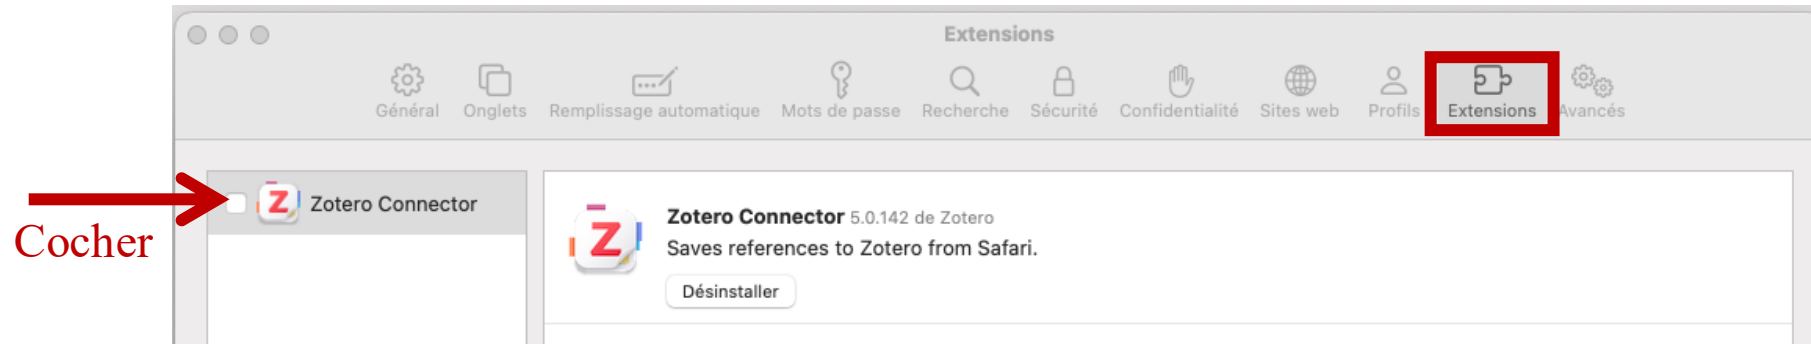 Extensions
Général Onglets Remplissage automatique Mots de passe Recherche Sécurité Confidentialité Sites web Profils Extensions Avancés
Z Zotero Connector
Cocher
Z
Zotero Connector 5.0.142 de Zotero
Saves references to Zotero from Safari.
Désinstaller